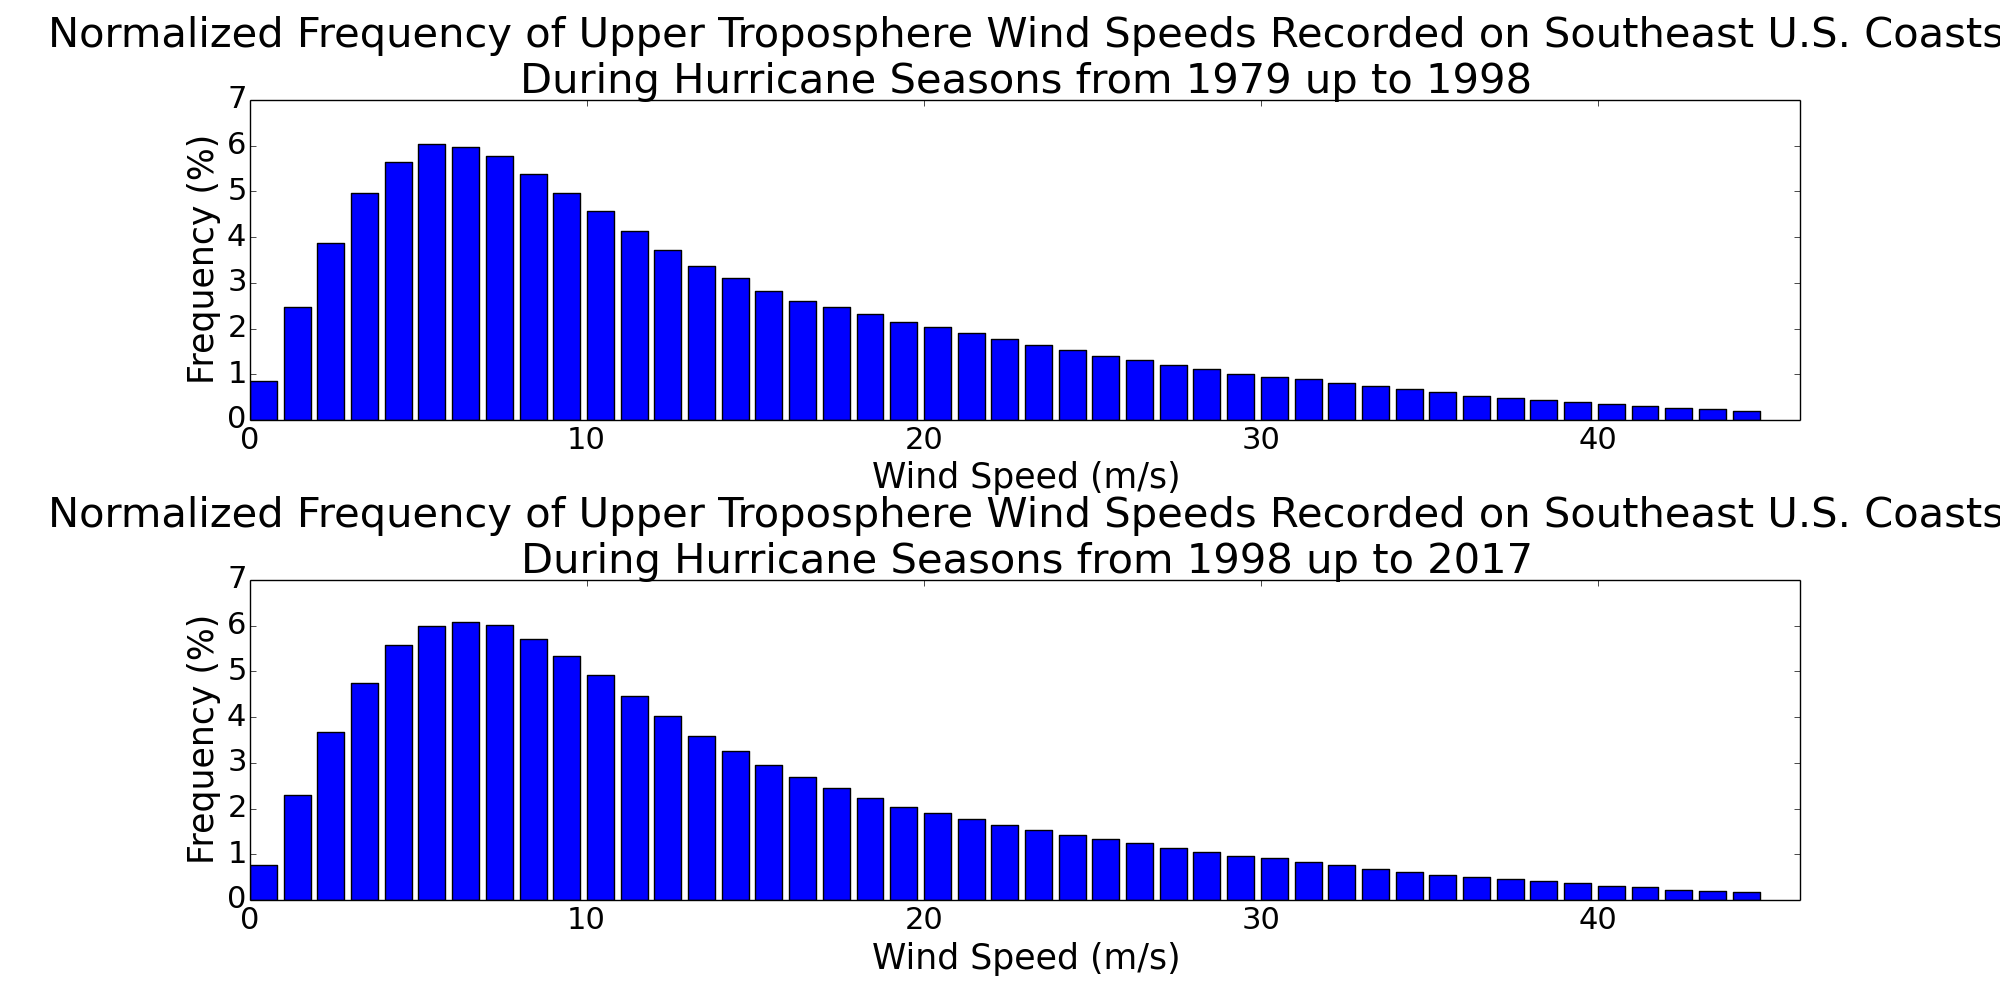 Normalized Frequency of Upper Troposphere Wind Speeds Recorded on Southeast U.S. Coasts
During Hurricane Seasons from 1979 up to 1998
7
6
5
4
3
2
1
0
Frequency (%)
0 10 20 30 40
Wind Speed (m/s)
Normalized Frequency of Upper Troposphere Wind Speeds Recorded on Southeast U.S. Coasts
During Hurricane Seasons from 1998 up to 2017
7
6
5
4
3
2
1
0
Frequency (%)
0 10 20 30 40
Wind Speed (m/s)